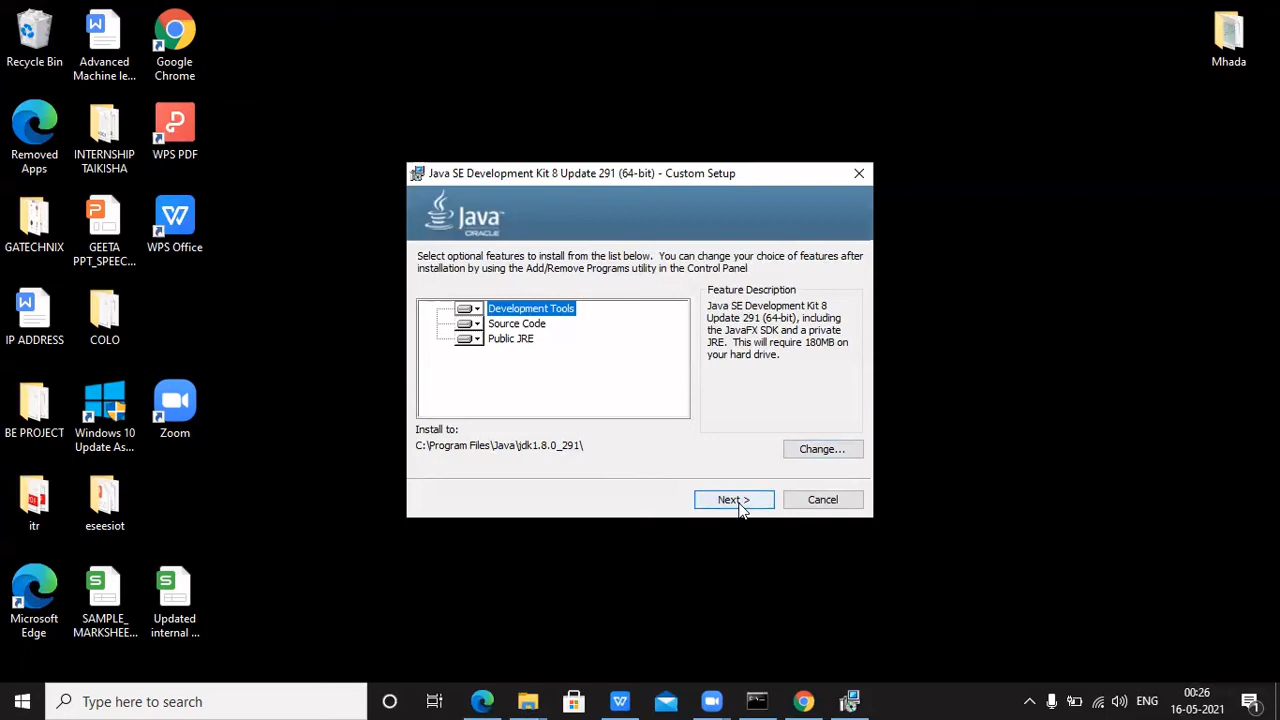 Recycle Bin
Advanced
Machine le...
Google
Chrome
Mhada
Removed
Apps
INTERNSHIP
TAIKISHA
WPS PDF
GATECHNIX
GEETA
PPT_SPEEC...
WPS Office
IP ADDRESS
COLO
BE PROJECT
Windows 10
Update As...
Zoom
itr
eseesiot
Microsoft
Edge
SAMPLE_
MARKSHEE...
Updated
internal ...
Java SE Development Kit 8 Update 291 (64-bit) - Custom Setup
Java
ORACLE
Select optional features to install from the list below. You can change your choice of features after
installation by using the Add/Remove Programs utility in the Control Panel
Development Tools
Source Code
Public JRE
Feature Description
Java SE Development Kit 8
Update 291 (64-bit), including
the JavaFX SDK and a private
JRE. This will require 180MB on
your hard drive.
Install to:
C:\Program Files\Java\jdk1.8.0_291\
Change...
Next >
Cancel
Type here to search
ENG
00:26
16-05-2021
1